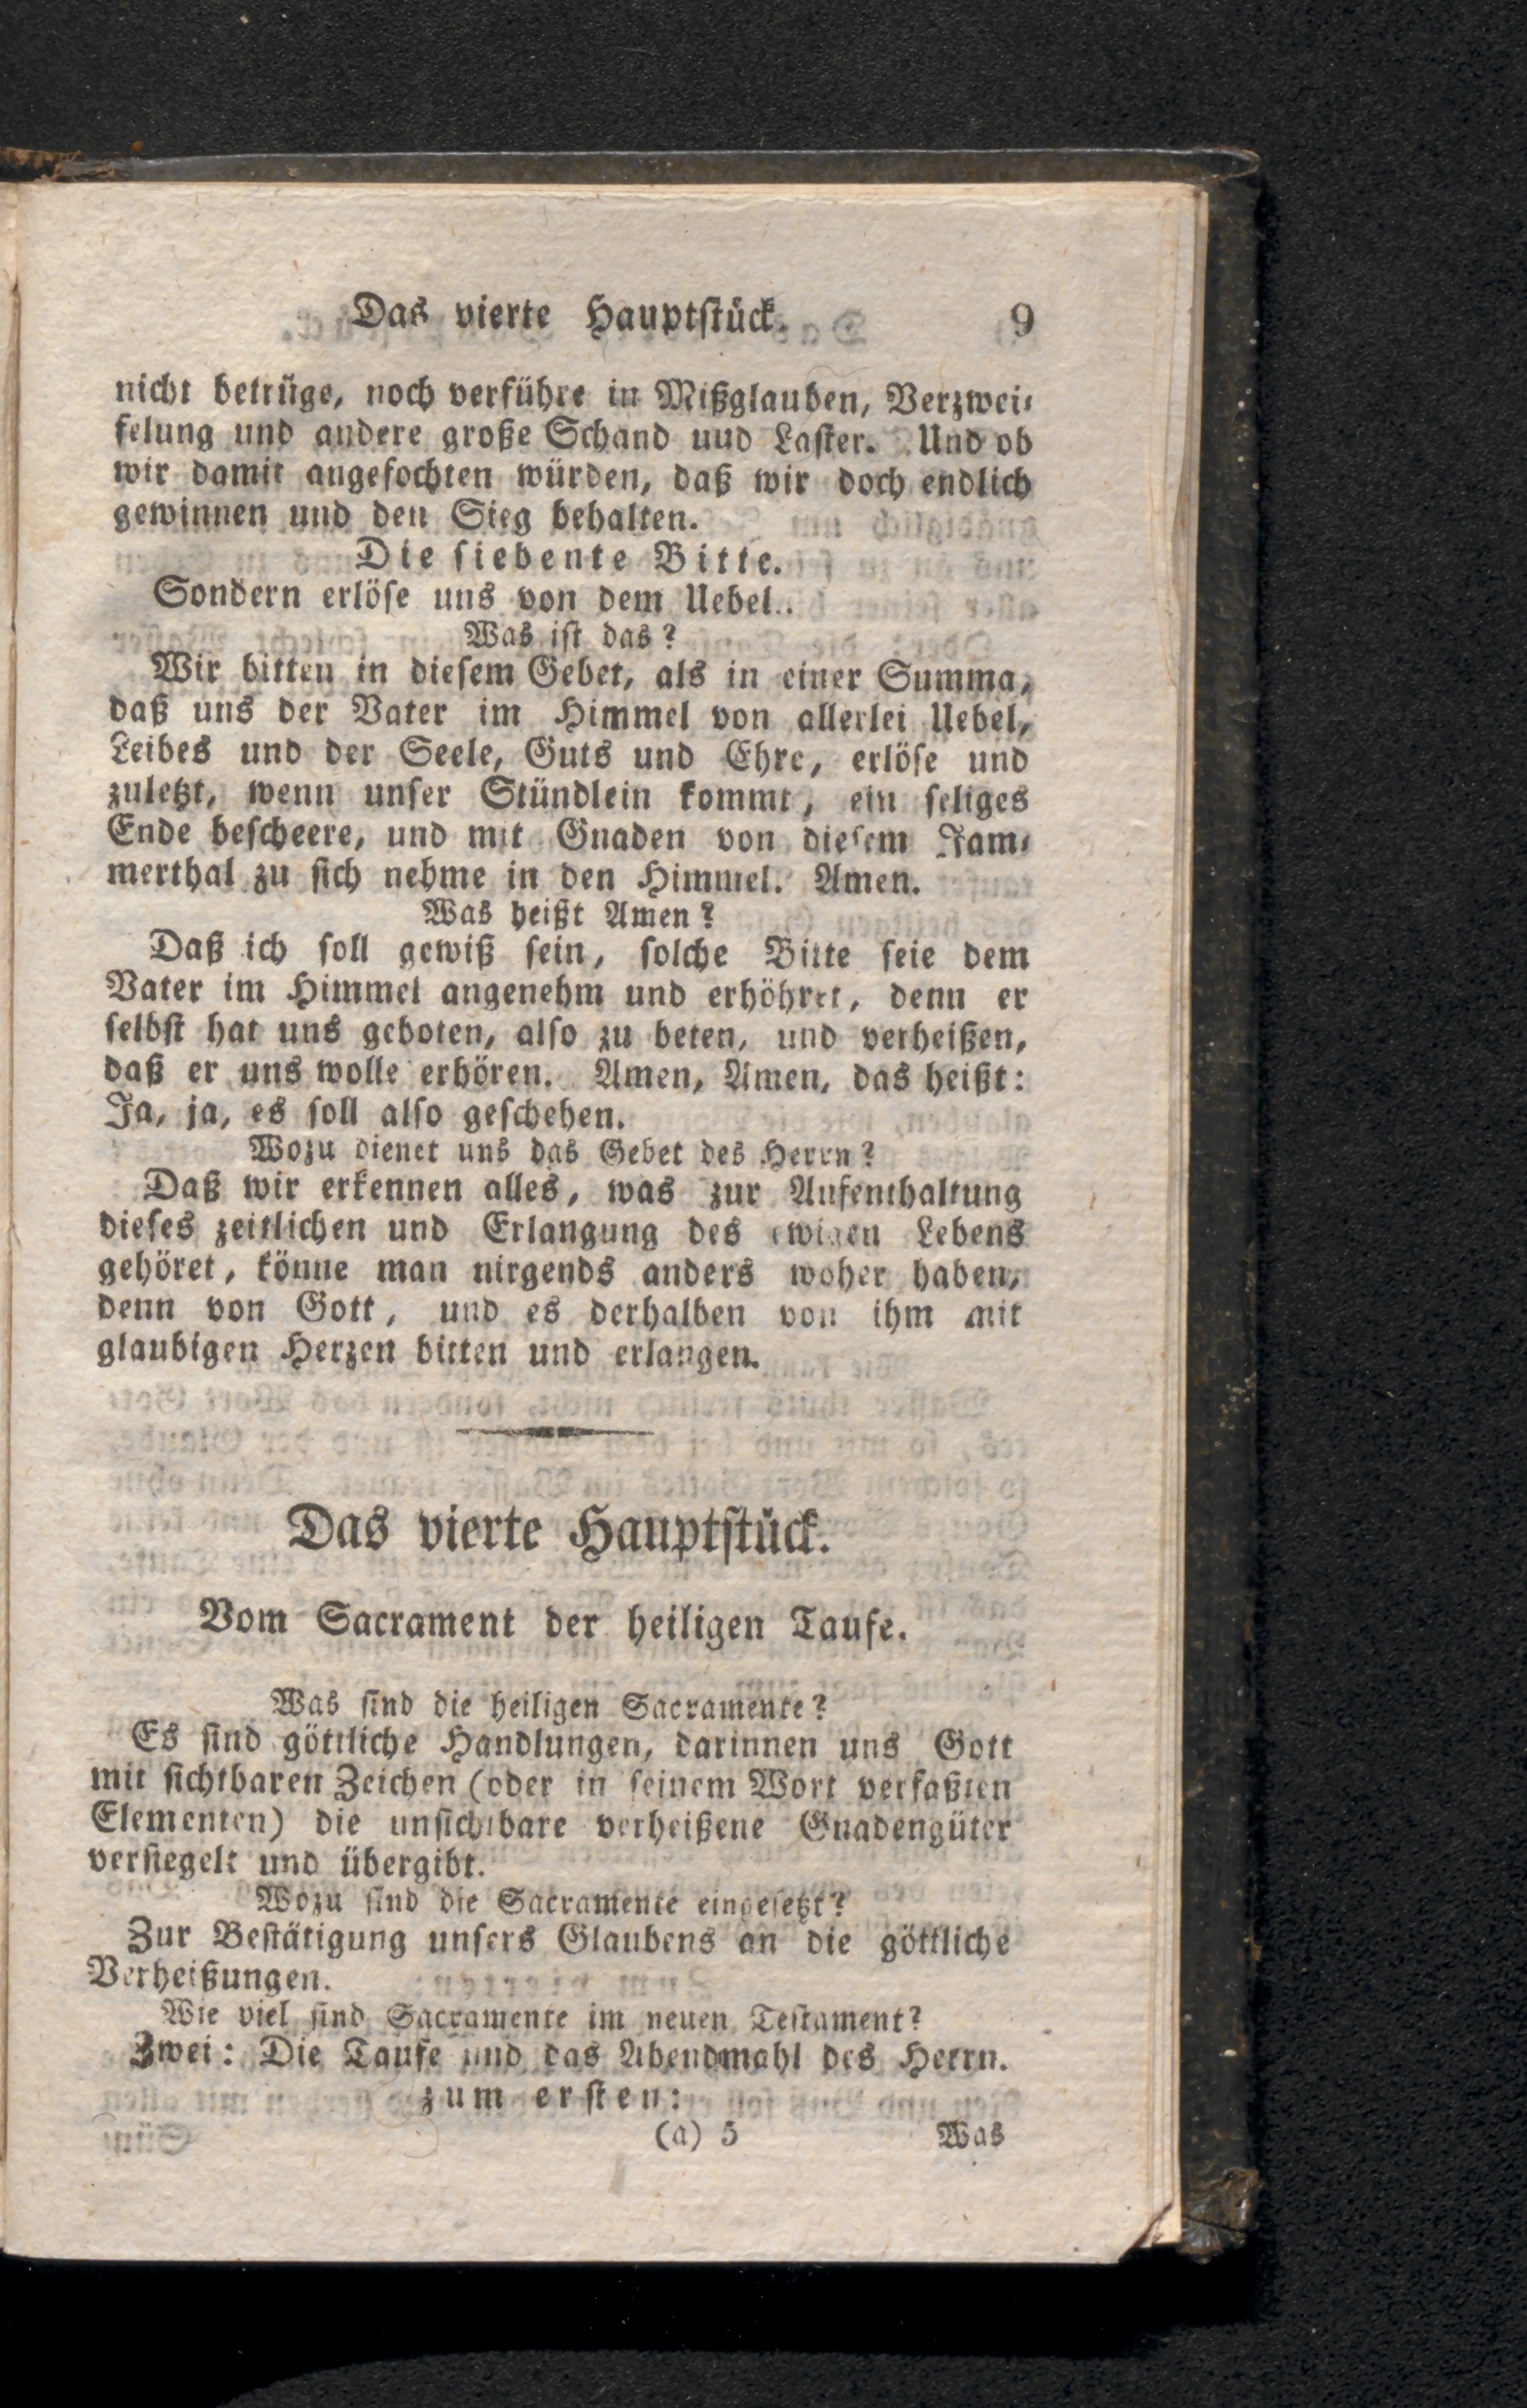 Das vierte Hauptstück. 9
nicht betrüge, noch verführe in Mißglauben, Verzwei-
felung und andere große Schand uud Laster. Und ob
wir damit angefochten würden, daß wir doch endlich
gewinnen und den Sieg behalten.
Die siebente Bitte.
Sondern erlöse uns von dem Uebel.
Was ist das?
Wir bitten in diesem Gebet, als in einer Summa,
daß uns der Vater im Himmel von allerlei Uebel,
Leibes und der Seele, Guts und Ehre, erlöse und
zuletzt, wenn unser Stündlein kommt, ein seliges
Ende bescheere, und mit Gnaden von diesem Jam-
merthal zu sich nehme in den Himmel. Amen.
Was heißt Amen?
Daß ich soll gewiß sein, solche Bitte seie dem
Vater im Himmel angenehm und erhöhret, denn er
selbst hat uns geboten, also zu beten, und verheißen,
daß er uns wolle erhören. Amen, Amen, das heißt:
Ja, ja, es soll also geschehen.
Wozu dienet uns das Gebet des Herrn?
Daß wir erkennen alles, was zur Aufenthaltung
dieses zeitlichen und Erlangung des ewigen Lebens
gehöret, könne man nirgends anders woher haben,
denn von Gott, und es derhalben von ihm mit
glaubigen Herzen bitten und erlangen.
Das vierte Hauptstück.
Vom Sacrament der heiligen Taufe.
Was sind die heiligen Sacramente?
Es sind göttliche Handlungen, darinnen uns Gott
mit sichtbaren Zeichen (oder in seinem Wort verfaßten
Elementen) die unsichtbare verheißene Gnadengüter
versiegelt und übergibt.
Wozu sind die Sacramente eingesetzt?
Zur Bestätigung unsers Glaubens an die göttliche
Verheißungen.
Wie viel sind Sacramente im neuen Testament?
Zwei: Die Taufe und das Abendmahl des Herrn.
zum ersten:
(a) 5 Was